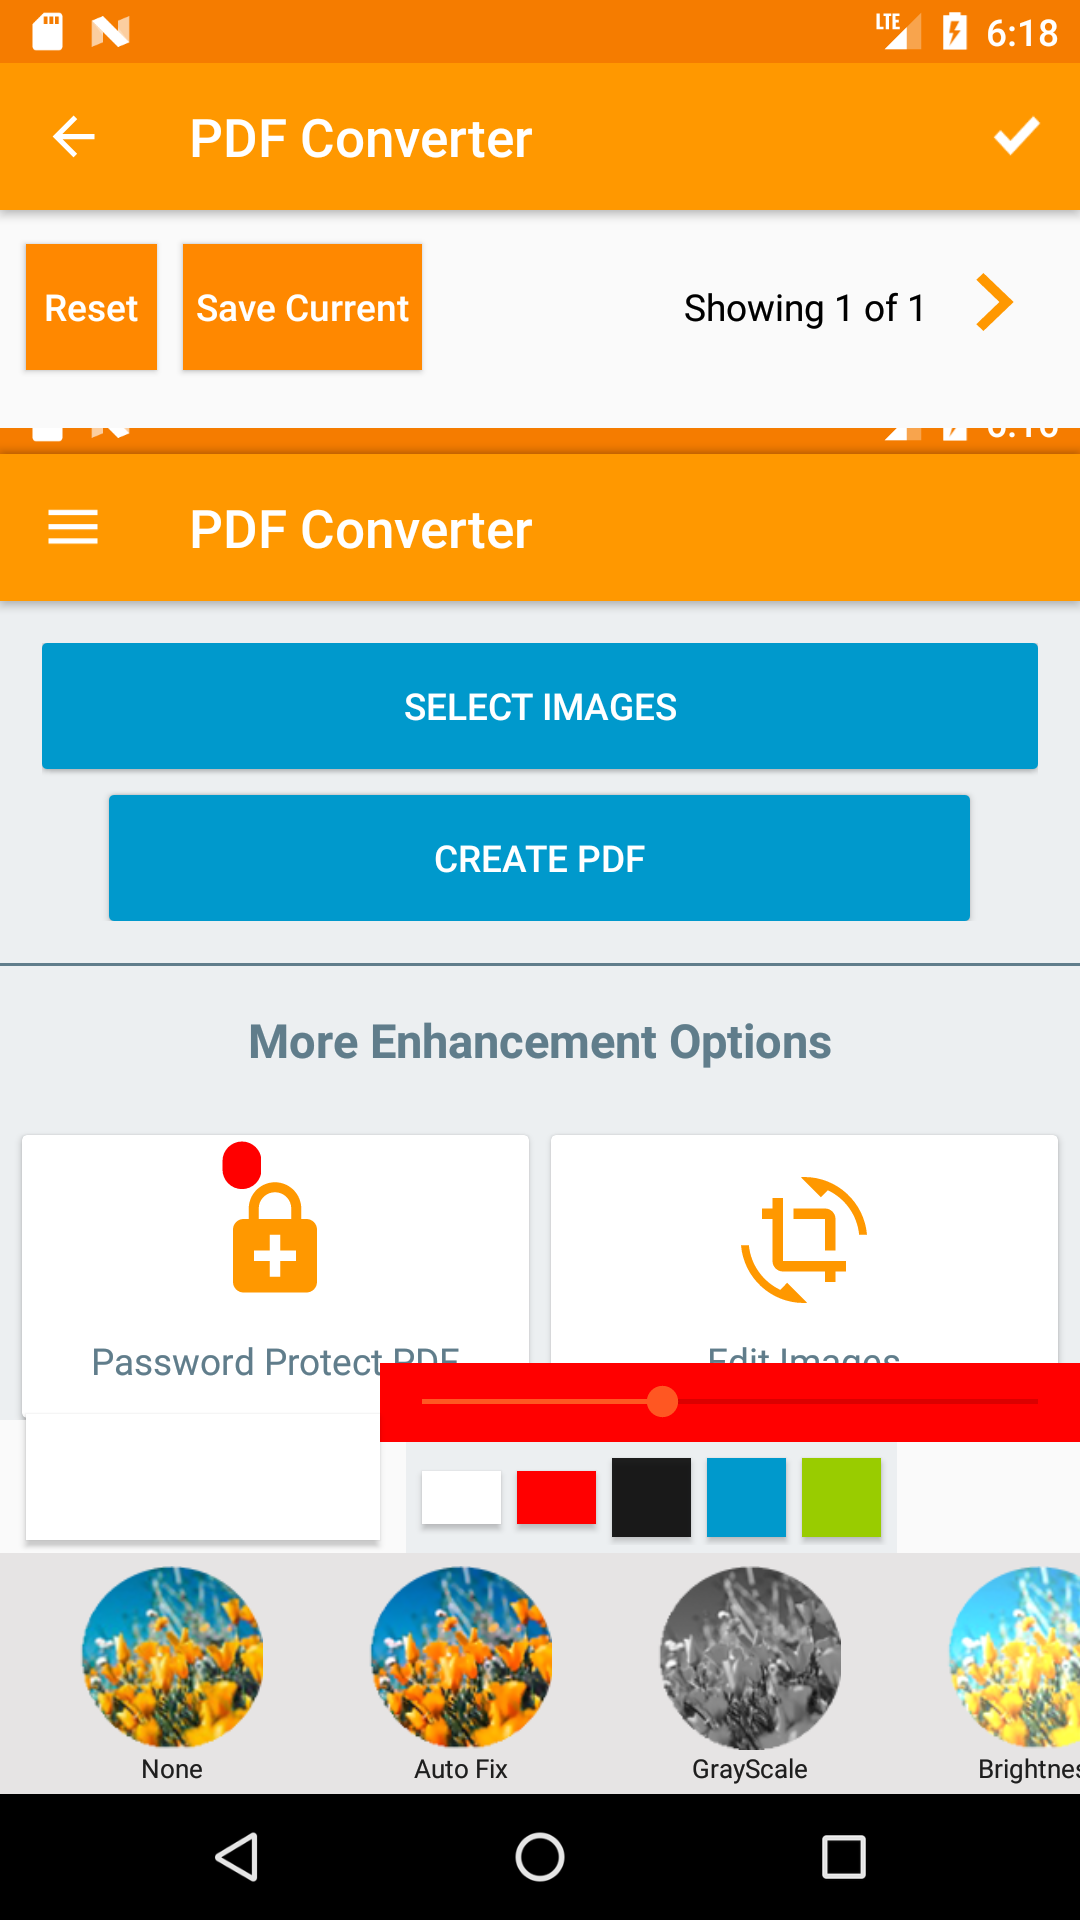 LTE 6:18
PDF Converter
Reset
Save Current
Showing 1 of 1
PDF Converter
SELECT IMAGES
CREATE PDF
More Enhancement Options
Password Protect PDF
Edit Images
None
Auto Fix
GrayScale
Brightnes